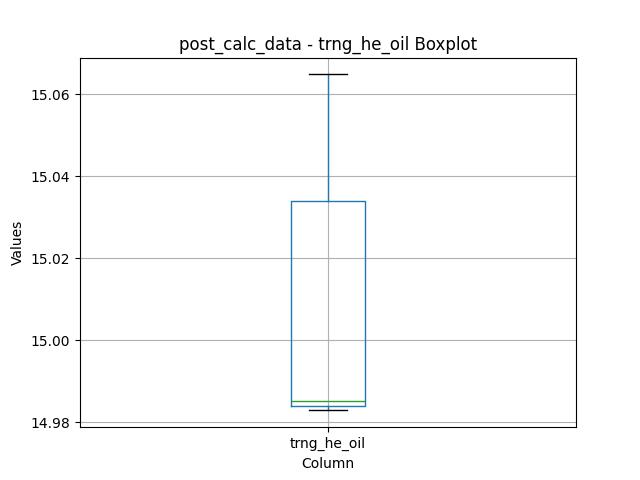 post_calc_data - trng_he_oil Boxplot
15.06
15.04
15.02
15.00
14.98
Values
trng_he_oil
Column